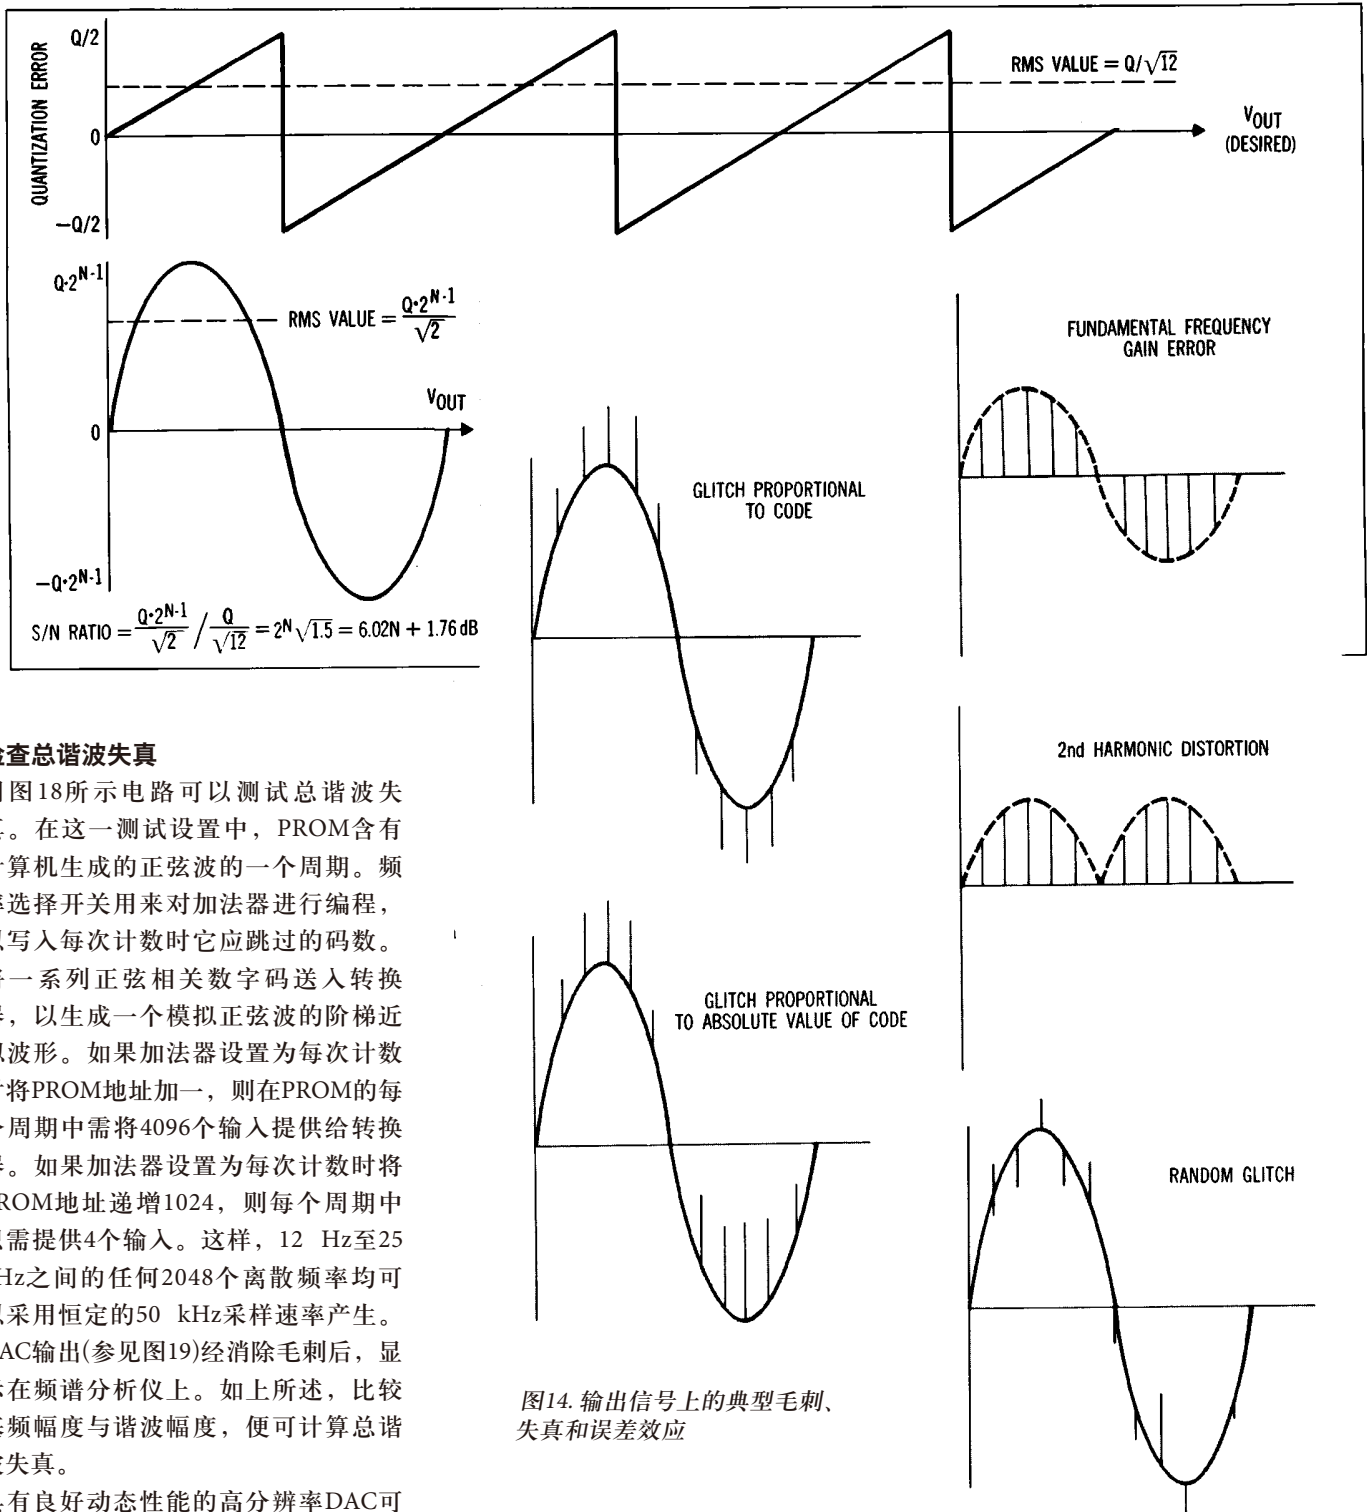 QUANTIZATION ERROR
Q/2
0
−Q/2
RMS VALUE = Q/√12
VOUT
(DESIRED)
Q·2^N-1
0
−Q·2^N-1
RMS VALUE = Q·2^N-1 / √2
VOUT
S/N RATIO = Q·2^N-1 / √2 / Q / √12 = 2^N √1.5 = 6.02N + 1.76 dB
GLITCH PROPORTIONAL
TO CODE
GLITCH PROPORTIONAL
TO ABSOLUTE VALUE OF CODE
FUNDAMENTAL FREQUENCY
GAIN ERROR
2nd HARMONIC DISTORTION
RANDOM GLITCH
图14. 输出信号上的典型毛刺、
失真和误差效应
查总谐波失真
图18所示电路可以测试总谐波失
。在这一测试设置中，PROM含有
算机生成的正弦波的一个周期。频
选择开关用来对加法器进行编程，
写入每次计数时它应跳过的码数。
一系列正弦相关数字码送入转换
，以生成一个模拟正弦波的阶梯近
波形。如果加法器设置为每次计数
将PROM地址加一，则在PROM的每
周期中需将4096个输入提供给转换
。如果加法器设置为每次计数时将
ROM地址递增1024，则每个周期中
需提供4个输入。这样，12 Hz至25
Hz之间的任何2048个离散频率均可
采用恒定的50 kHz采样速率产生。
AC输出(参见图19)经消除毛刺后，显
在频谱分析仪上。如上所述，比较
频幅度与谐波幅度，便可计算总谐
失真。
有良好动态性能的高分辨率DAC可